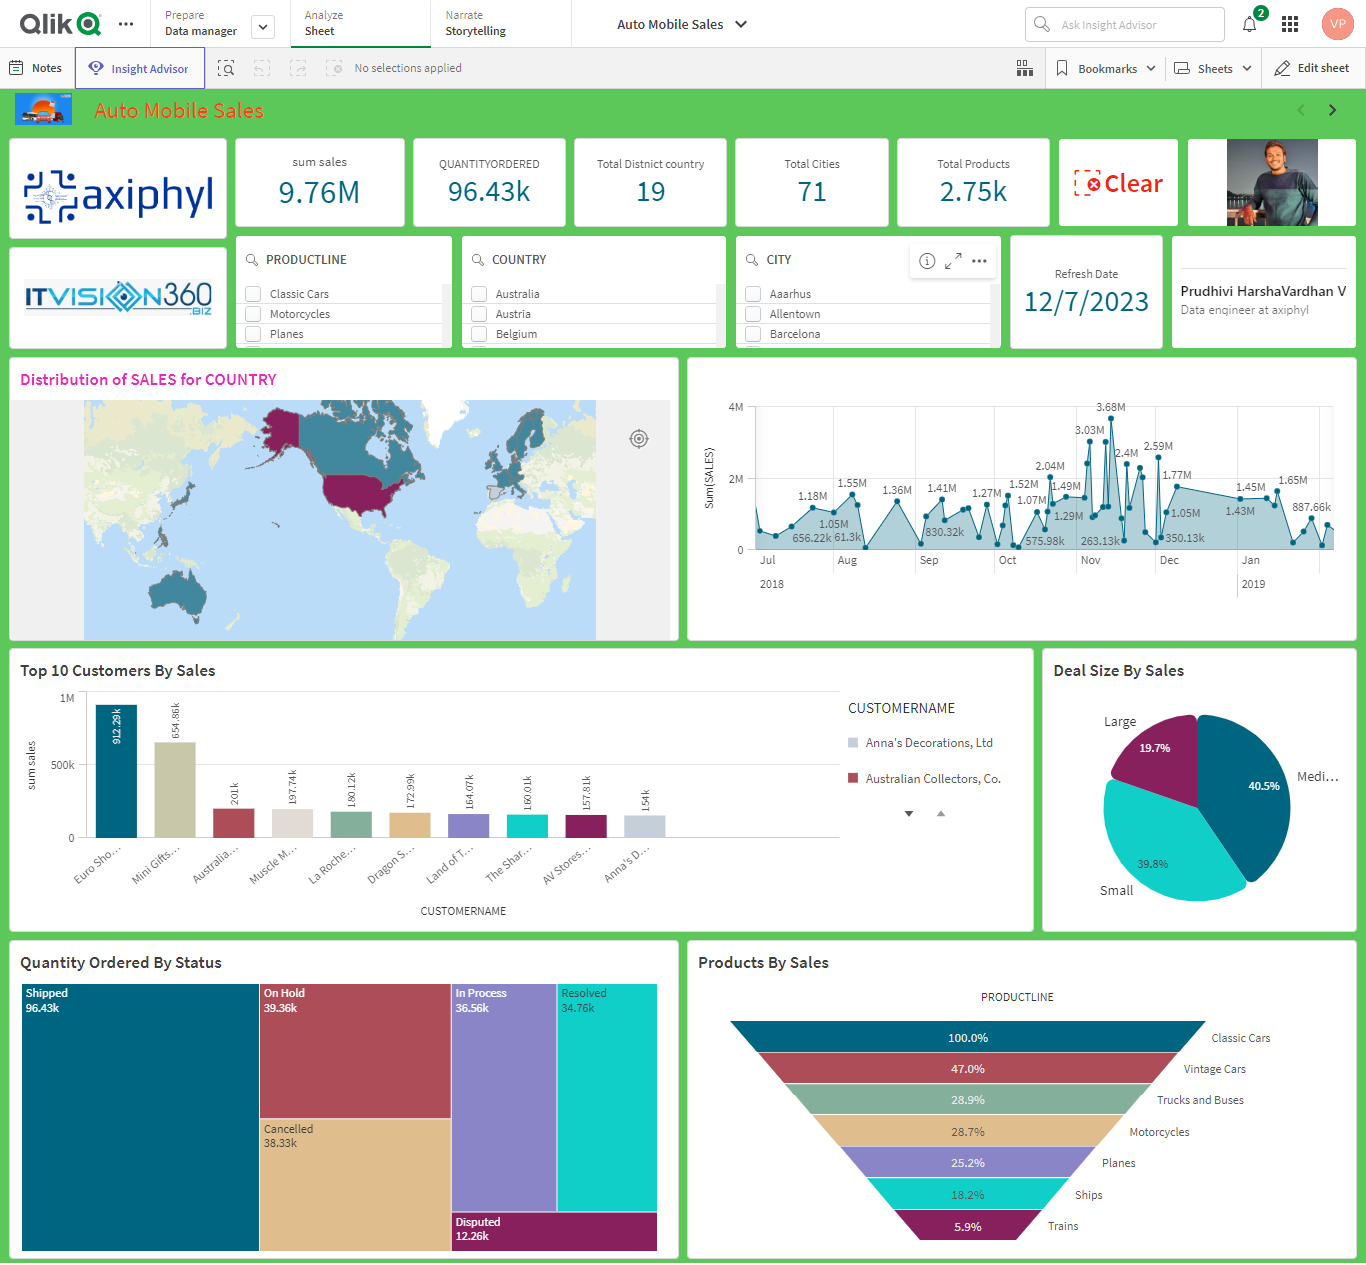 Qlik
Prepare
Data manager
Analyze
Sheet
Narrate
Storytelling
Auto Mobile Sales
Ask Insight Advisor
2
VP
Notes
Insight Advisor
No selections applied
Bookmarks
Sheets
Edit sheet
Auto Mobile Sales
axiphyl
sum sales
9.76M
QUANTITYORDERED
96.43k
Total Distnict country
19
Total Cities
71
Total Products
2.75k
Clear
ITVISION360
.BIZ
PRODUCTLINE
Classic Cars
Motorcycles
Planes
COUNTRY
Australia
Austria
Belgium
CITY
Aarhus
Allentown
Barcelona
Refresh Date
12/7/2023
Prudhivi HarshaVardhan V
Data enqineer at axiphyl
Distribution of SALES for COUNTRY
Sum(SALES)
4M
2M
0
656.22k
1.18M
1.05M
1.55M
61.3k
1.36M
830.32k
1.41M
1.27M
1.52M
1.07M
575.98k
2.04M
1.49M
1.29M
3.03M
263.13k
3.68M
2.4M
2.59M
350.13k
1.05M
1.77M
1.45M
1.43M
1.65M
887.66k
Jul
Aug
Sep
Oct
Nov
Dec
Jan
2018
2019
Top 10 Customers By Sales
sum sales
1M
500k
0
912.29k
654.86k
201k
197.74k
180.12k
172.99k
164.07k
160.01k
157.81k
154k
Euro Sho...
Mini Gifts...
Australia...
Muscle M...
La Roche...
Dragon S...
Land of T...
The Shar...
AV Stores...
Anna's D...
CUSTOMERNAME
CUSTOMERNAME
Anna's Decorations, Ltd
Australian Collectors, Co.
Deal Size By Sales
Large
19.7%
40.5%
Medi...
39.8%
Small
Quantity Ordered By Status
Shipped
96.43k
On Hold
39.36k
Cancelled
38.33k
In Process
36.56k
Resolved
34.76k
Disputed
12.26k
Products By Sales
PRODUCTLINE
100.0%
Classic Cars
47.0%
Vintage Cars
28.9%
Trucks and Buses
28.7%
Motorcycles
25.2%
Planes
18.2%
Ships
5.9%
Trains